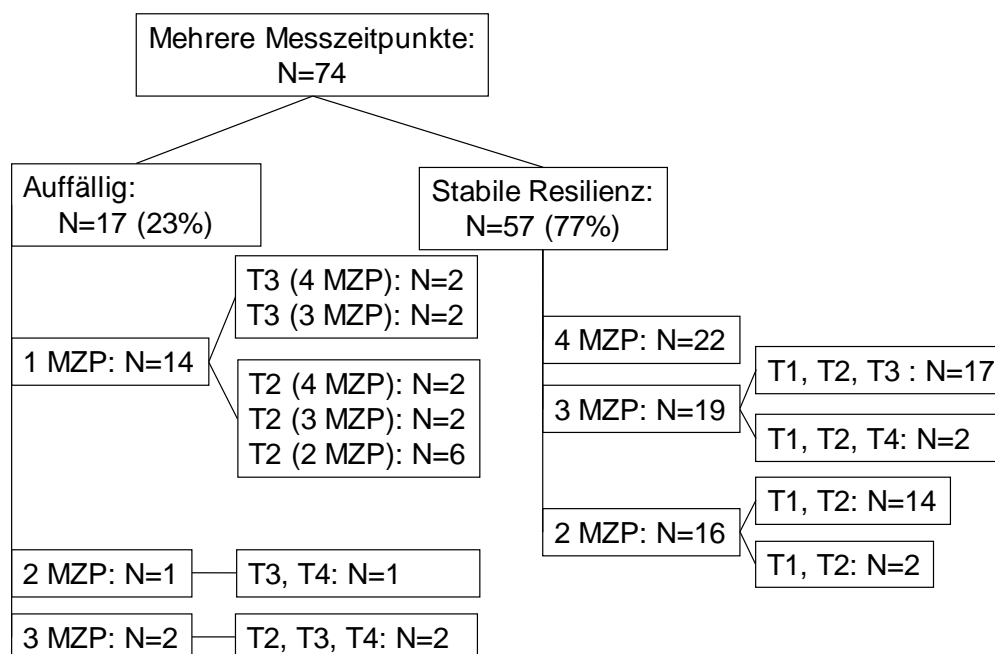 Mehrere Messzeitpunkte:
N=74
Auffällig:
N=17 (23%)
Stabile Resilienz:
N=57 (77%)
1 MZP: N=14
T3 (4 MZP): N=2
T3 (3 MZP): N=2
T2 (4 MZP): N=2
T2 (3 MZP): N=2
T2 (2 MZP): N=6
2 MZP: N=1
T3, T4: N=1
3 MZP: N=2
T2, T3, T4: N=2
4 MZP: N=22
3 MZP: N=19
T1, T2, T3 : N=17
T1, T2, T4: N=2
2 MZP: N=16
T1, T2: N=14
T1, T2: N=2